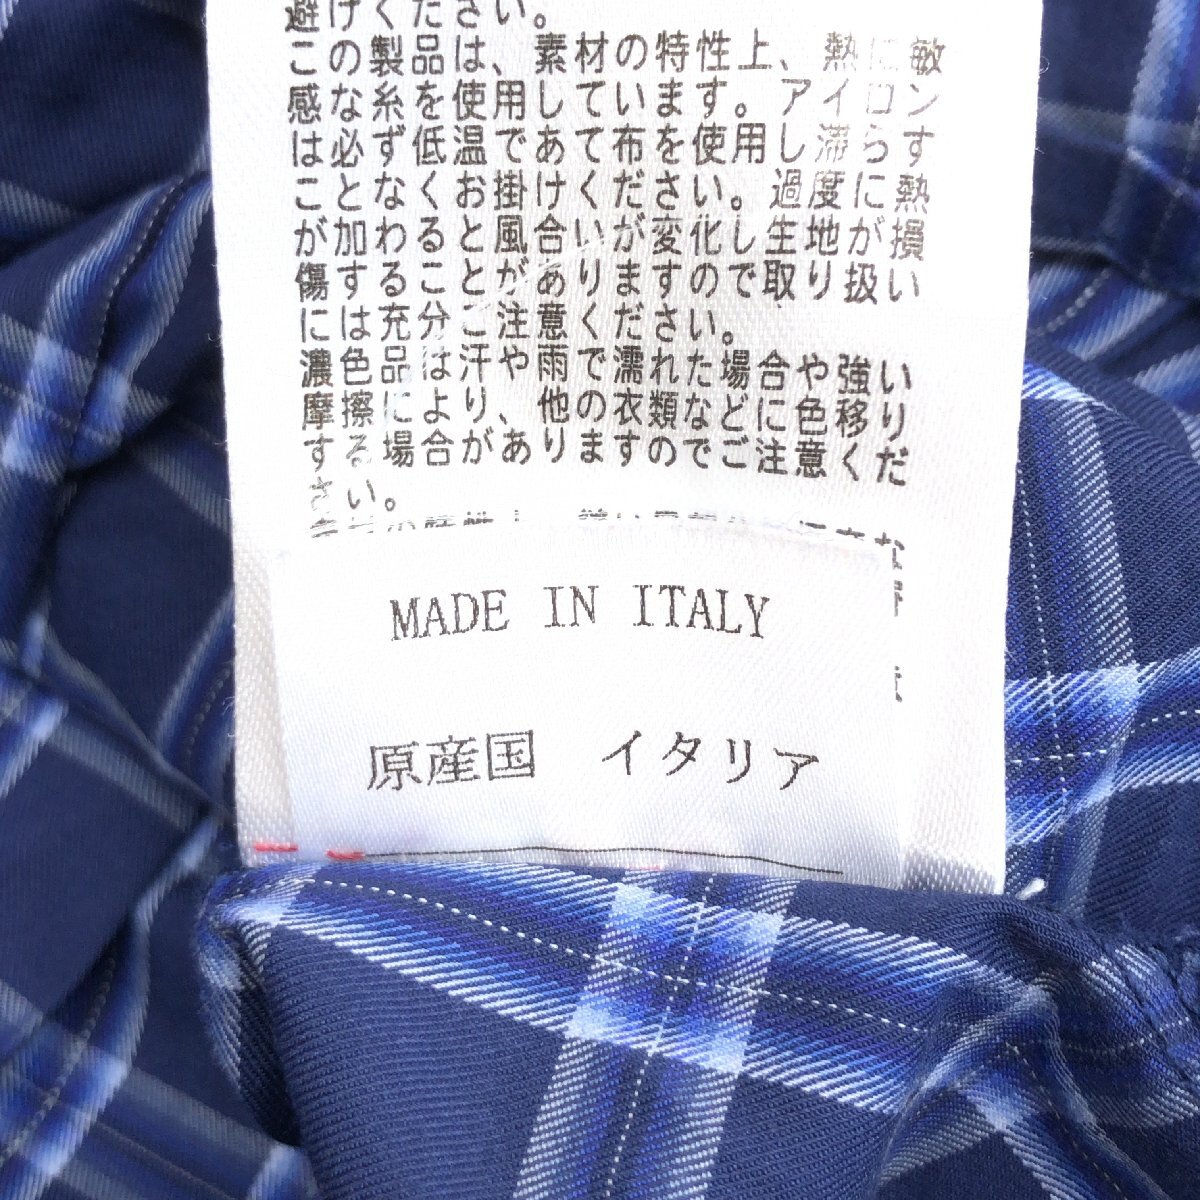 避けください。
この製品は、素材の特性上、熱に敏
感な糸を使用しています。アイロン
は必ず低温であて布を使用し滞らす
ことなくお掛けください。過度に熱
が加わると風合いが変化し生地が損
傷することがありますので取り扱い
には充分ご注意ください。
濃色品は汗や雨で濡れた場合や強い
摩擦により、他の衣類などに色移り
する場合がありますのでご注意くだ
さい。
MADE IN ITALY
原産国 イタリア